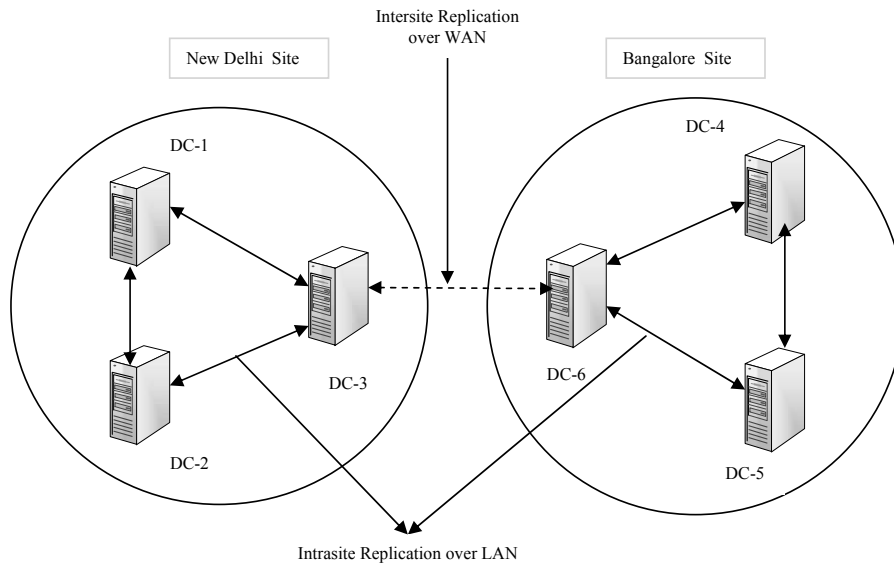 Intersite Replication
over WAN
New Delhi Site
Bangalore Site
DC-1
DC-4
DC-3
DC-6
DC-2
DC-5
Intrasite Replication over LAN